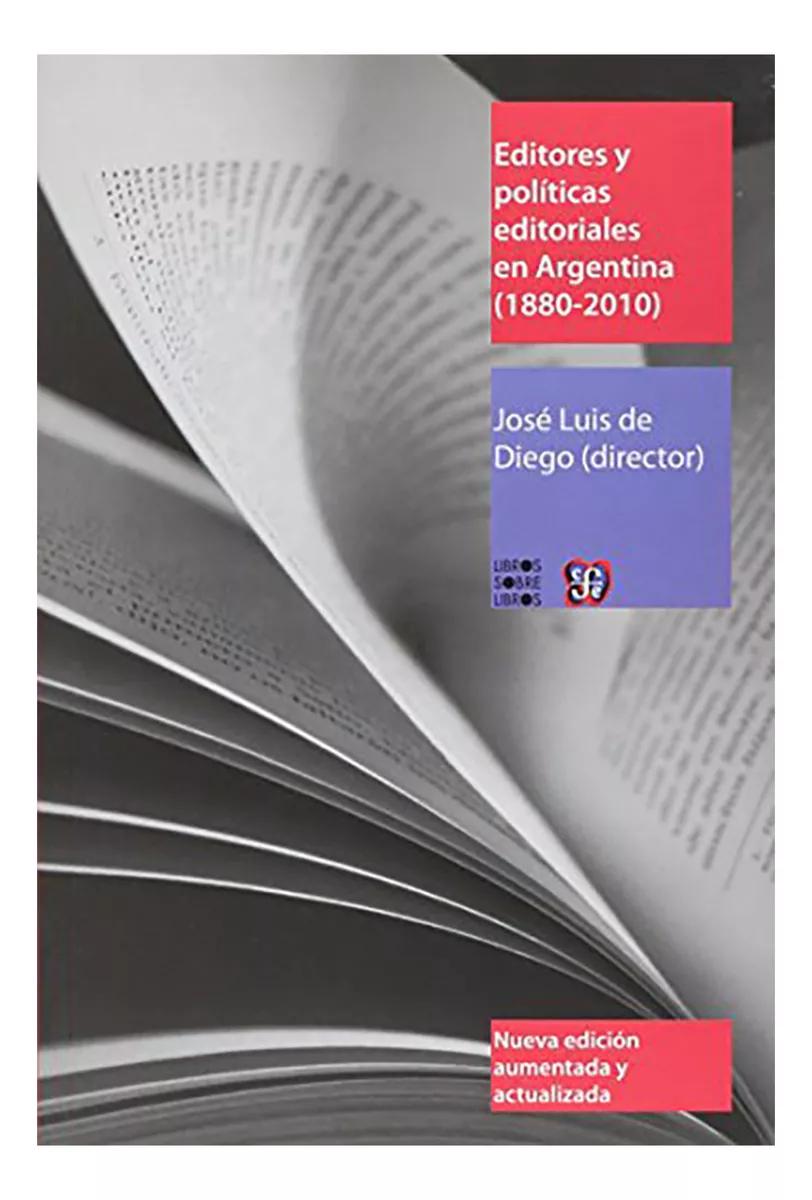 Editores y
políticas
editoriales
en Argentina
(1880-2010)
José Luis de
Diego (director)
LIBROS
SOBRE
LIBROS
Nueva edición
aumentada y
actualizada